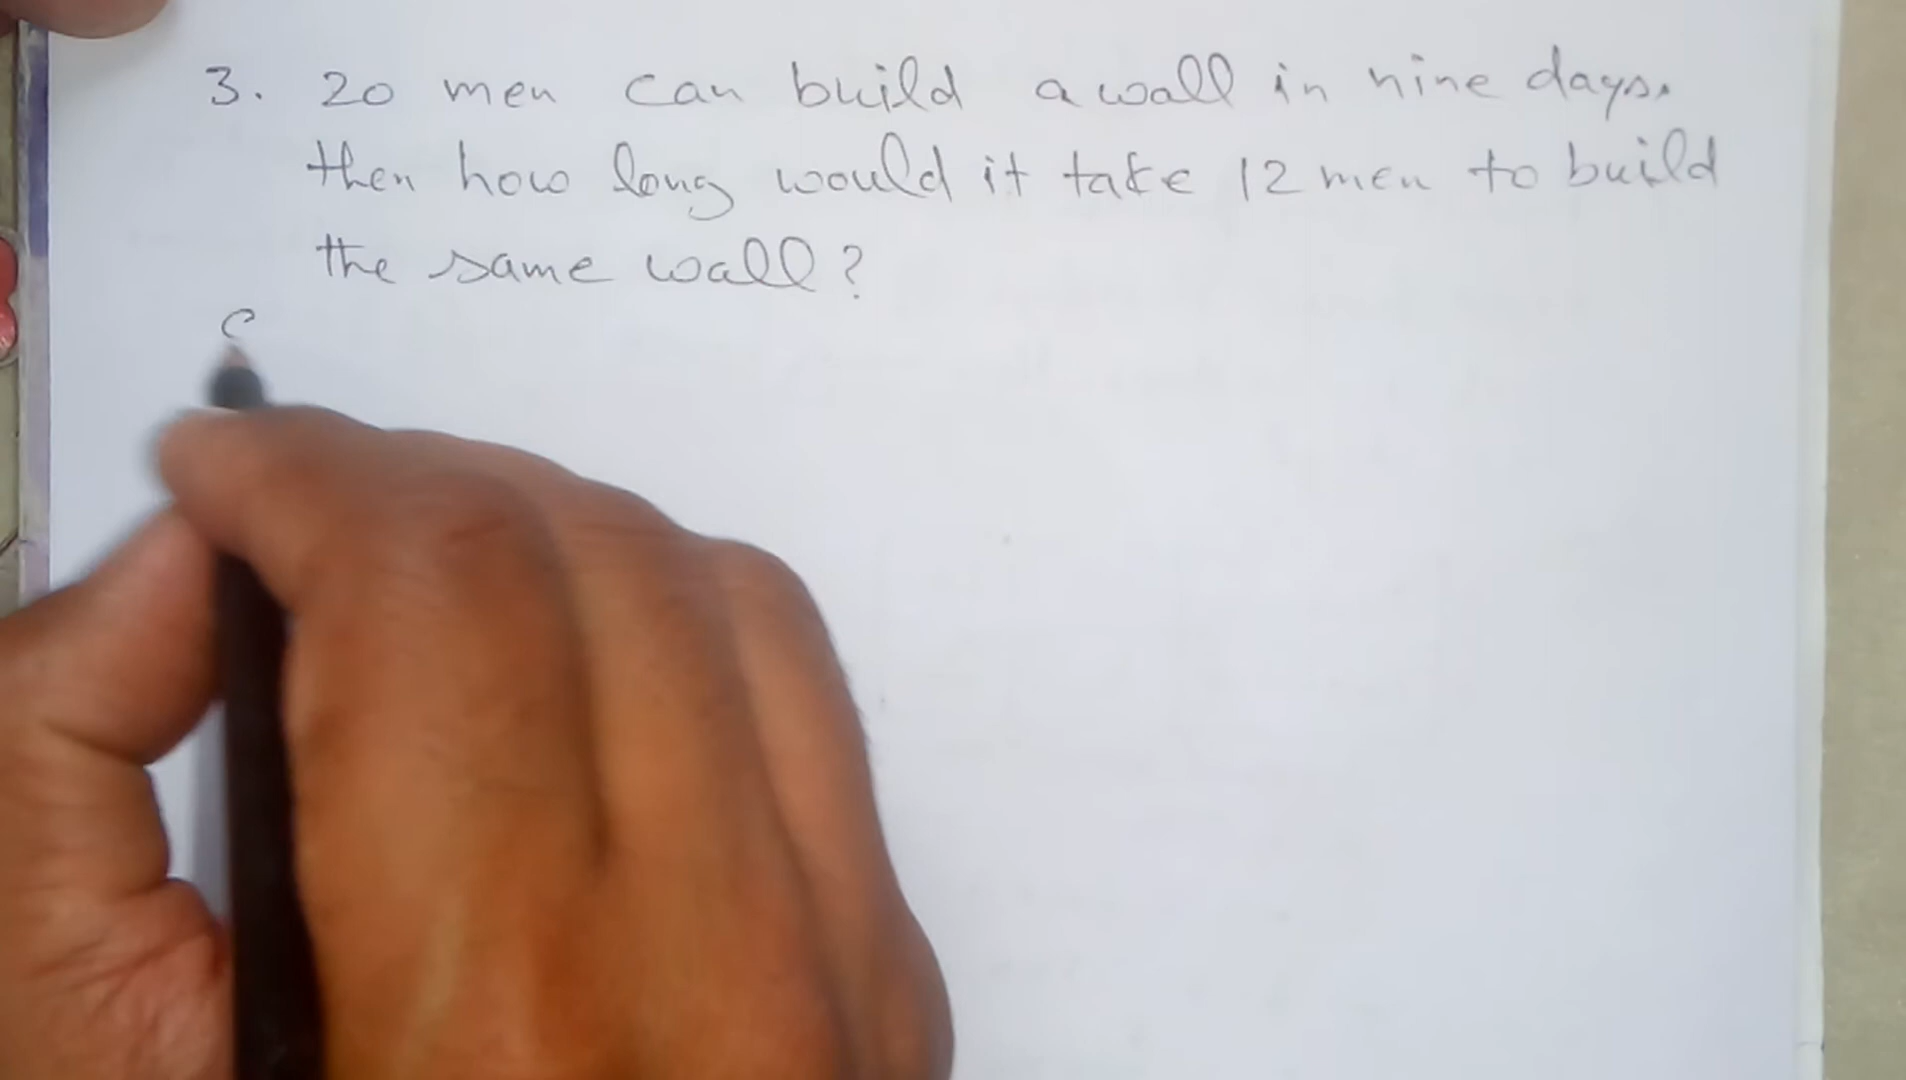 3. 20 men can build a wall in nine days.
then how long would it take 12 men to build
the same wall?